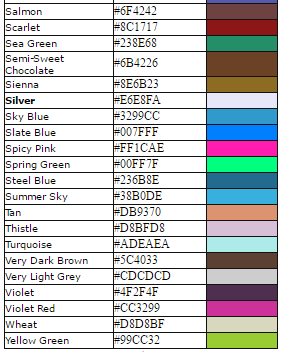 Salmon #6F4242
Scarlet #8C1717
Sea Green #238E68
Semi-Sweet
Chocolate #6B4226
Sienna #8E6B23
Silver #E6E8FA
Sky Blue #3299CC
Slate Blue #007FFF
Spicy Pink #FF1CAE
Spring Green #00FF7F
Steel Blue #236B8E
Summer Sky #38B0DE
Tan #DB9370
Thistle #D8BFD8
Turquoise #ADEAEA
Very Dark Brown #5C4033
Very Light Grey #CDCDCD
Violet #4F2F4F
Violet Red #CC3299
Wheat #D8D8BF
Yellow Green #99CC32